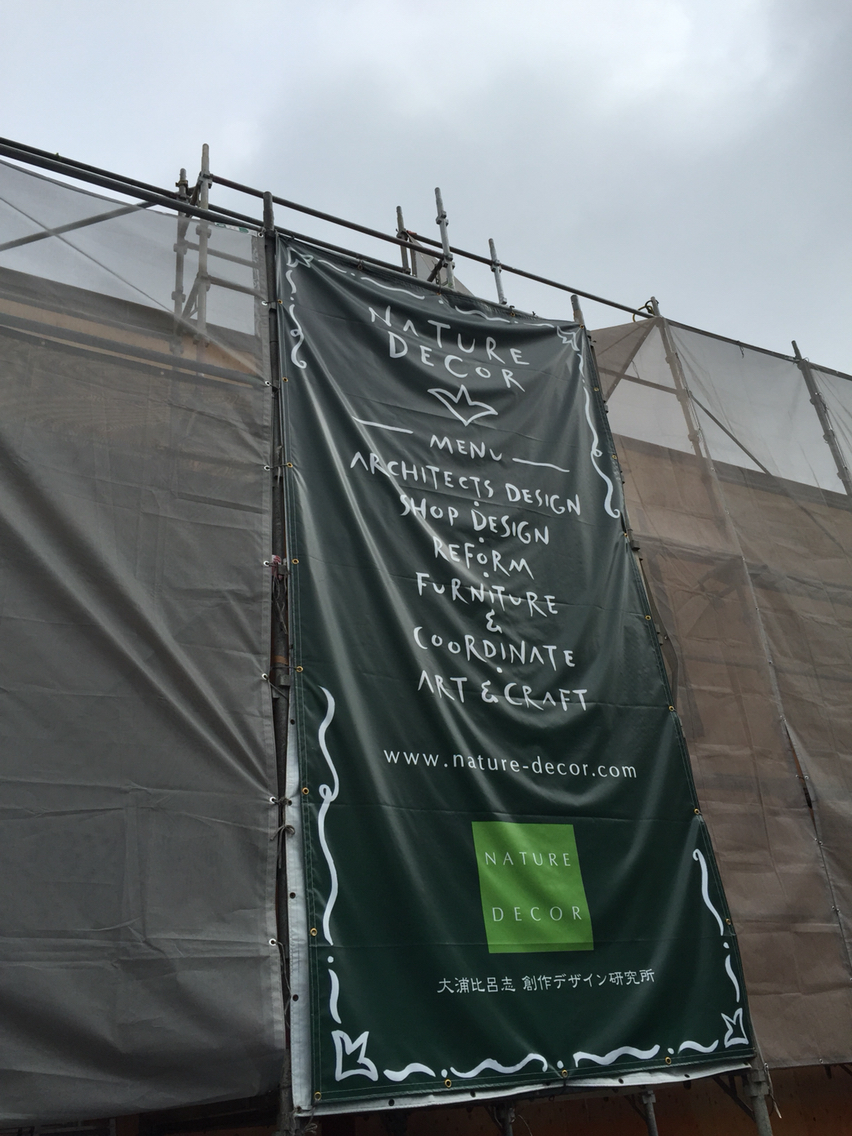 NATURE
DECOR
MENU
ARCHITECTS DESIGN
SHOP DESIGN
REFORM
FURNITURE
&
COORDINATE
ART & CRAFT
www.nature-decor.com
NATURE
DECOR
大浦比呂志 創作デザイン研究所